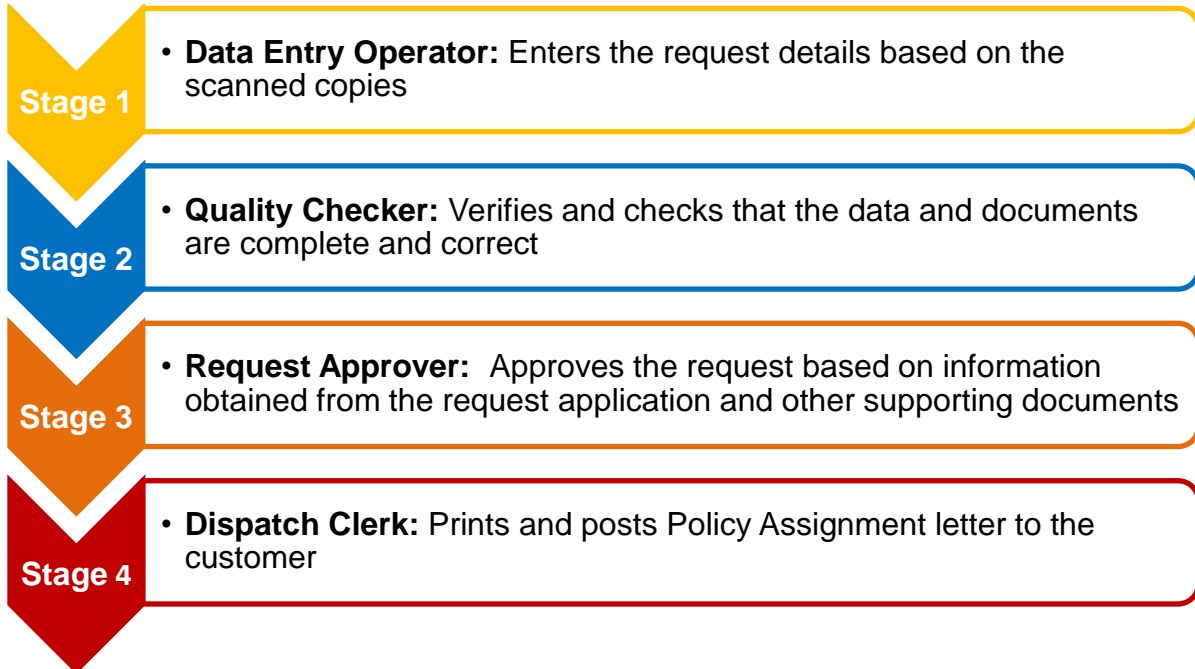 Stage 1
• Data Entry Operator: Enters the request details based on the
scanned copies
Stage 2
• Quality Checker: Verifies and checks that the data and documents
are complete and correct
Stage 3
• Request Approver:  Approves the request based on information
obtained from the request application and other supporting documents
Stage 4
• Dispatch Clerk: Prints and posts Policy Assignment letter to the
customer